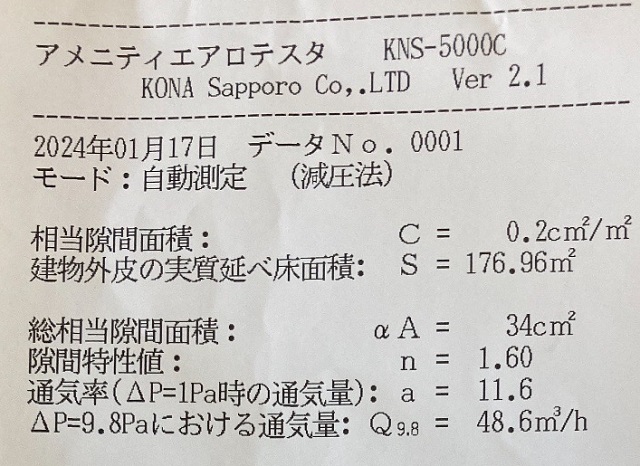 アメニティエアロテスタ KNS-5000C
KONA Sapporo Co,.LTD Ver 2.1
2024年01月17日 データNo. 0001
モード：自動測定 （減圧法）
相当隙間面積： C = 0.2c㎡/㎡
建物外皮の実質延べ床面積： S = 176.96㎡
総相当隙間面積： αA = 34c㎡
隙間特性値： n = 1.60
通気率(ΔP=1Pa時の通気量)： a = 11.6
ΔP=9.8Paにおける通気量： Q9.8 = 48.6㎥/h